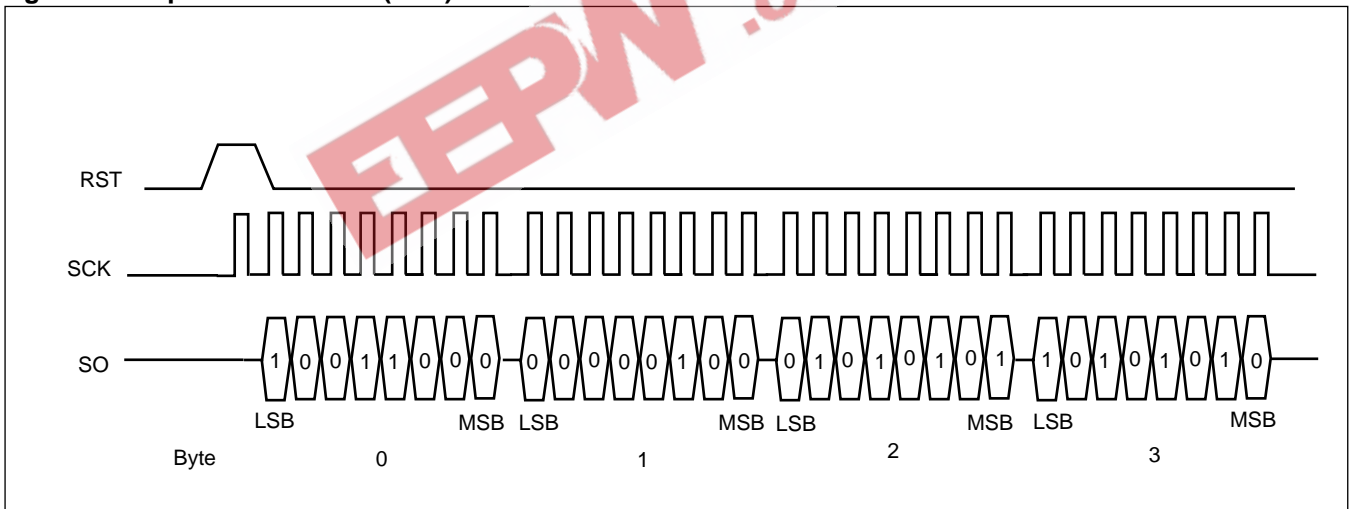 EEPW .c
RST
SCK
SO
1 0 0 1 1 0 0 0 0 0 0 0 0 1 0 0 0 1 0 1 0 1 0 1 1 0 1 0 1 0 1 0
LSB MSB LSB MSB LSB MSB LSB MSB
Byte 0 1 2 3